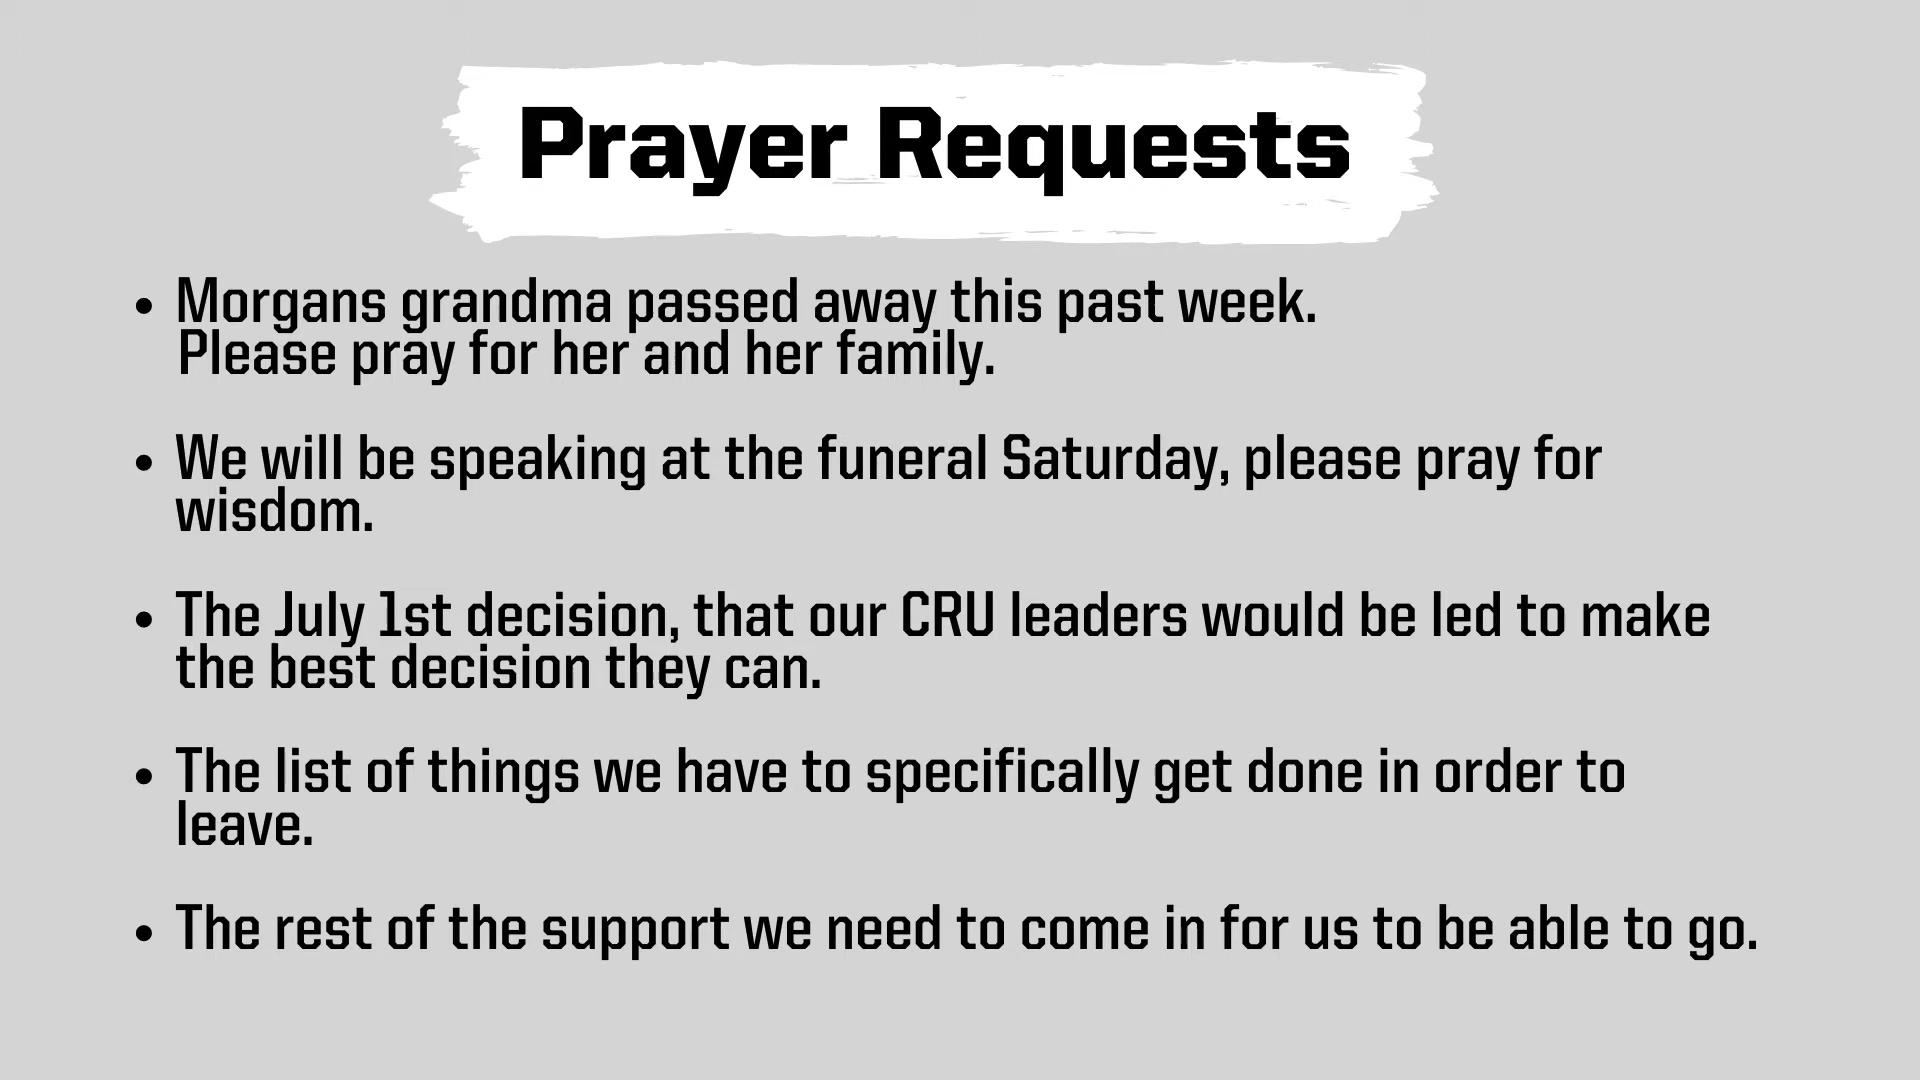 Prayer Requests
• Morgans grandma passed away this past week.
Please pray for her and her family.
• We will be speaking at the funeral Saturday, please pray for
wisdom.
• The July 1st decision, that our CRU leaders would be led to make
the best decision they can.
• The list of things we have to specifically get done in order to
leave.
• The rest of the support we need to come in for us to be able to go.